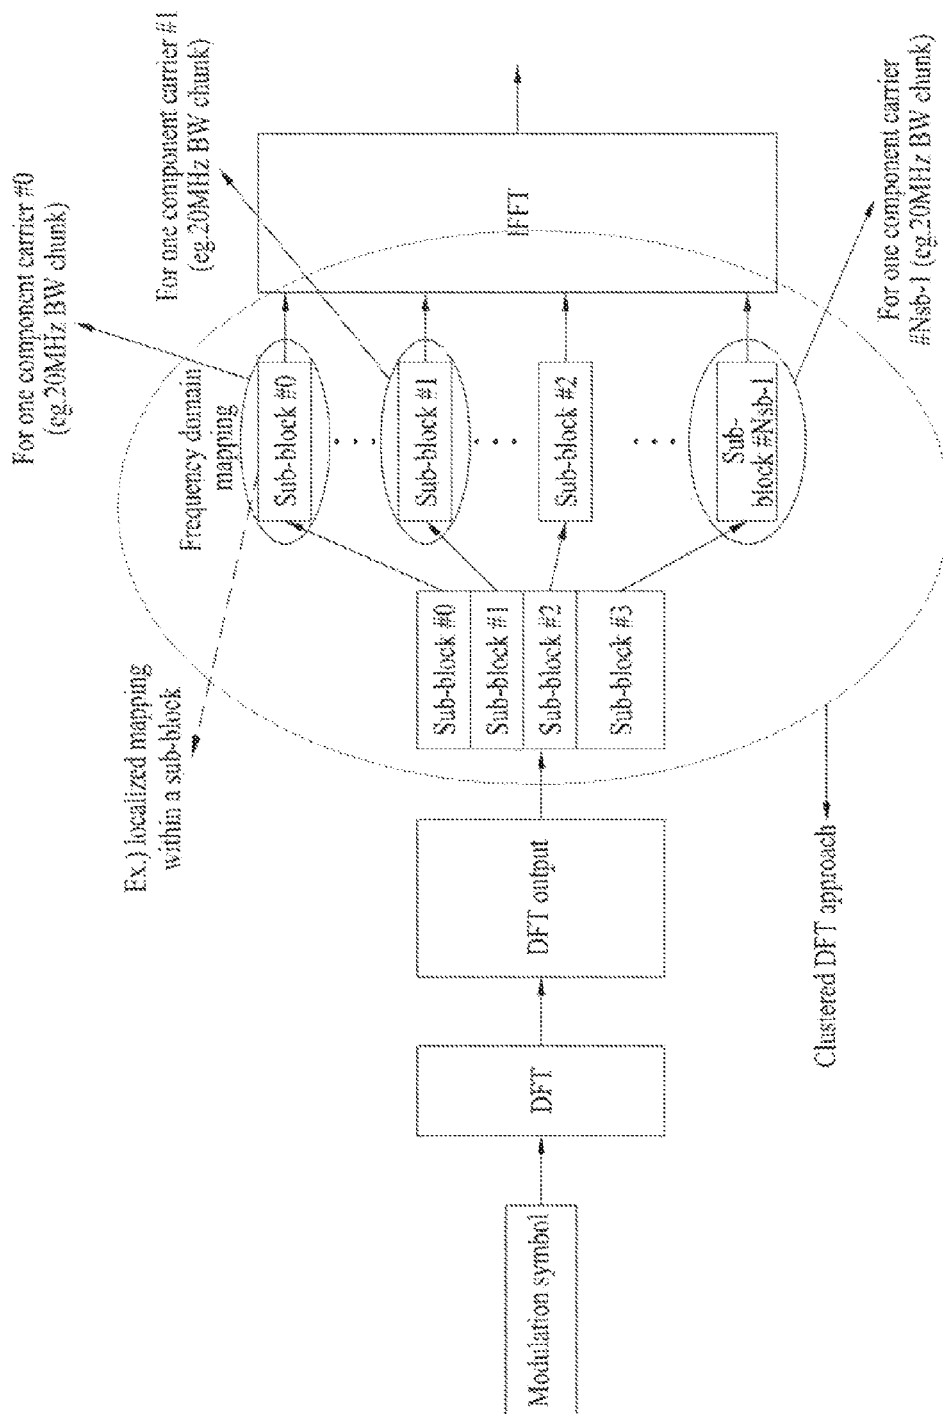 Modulation symbol
DFT
DFT output
Sub-block #0
Sub-block #1
Sub-block #2
Sub-block #3
Frequency domain
mapping
Sub-block #0
Sub-block #1
Sub-block #2
Sub-
block #Nsb-1
IFFT
Ex.) localized mapping
within a sub-block
For one component carrier #0
(eg.20MHz BW chunk)
For one component carrier #1
(eg.20MHz BW chunk)
For one component carrier
#Nsb-1 (eg.20MHz BW chunk)
Clustered DFT approach